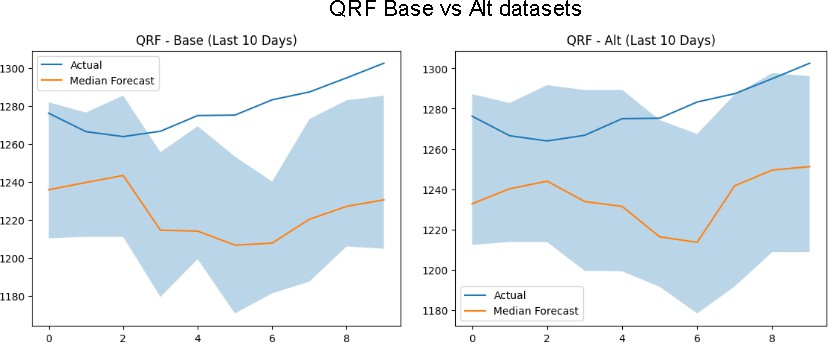 QRF Base vs Alt datasets
QRF - Base (Last 10 Days)
Actual
Median Forecast
1300
1280
1260
1240
1220
1200
1180
0 2 4 6 8
QRF - Alt (Last 10 Days)
1300
1280
1260
1240
1220
1200
1180
Actual
Median Forecast
0 2 4 6 8